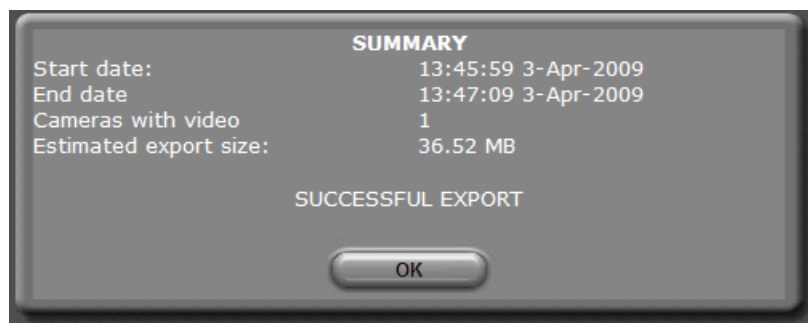 SUMMARY
Start date: 13:45:59 3-Apr-2009
End date 13:47:09 3-Apr-2009
Cameras with video 1
Estimated export size: 36.52 MB
SUCCESSFUL EXPORT
OK